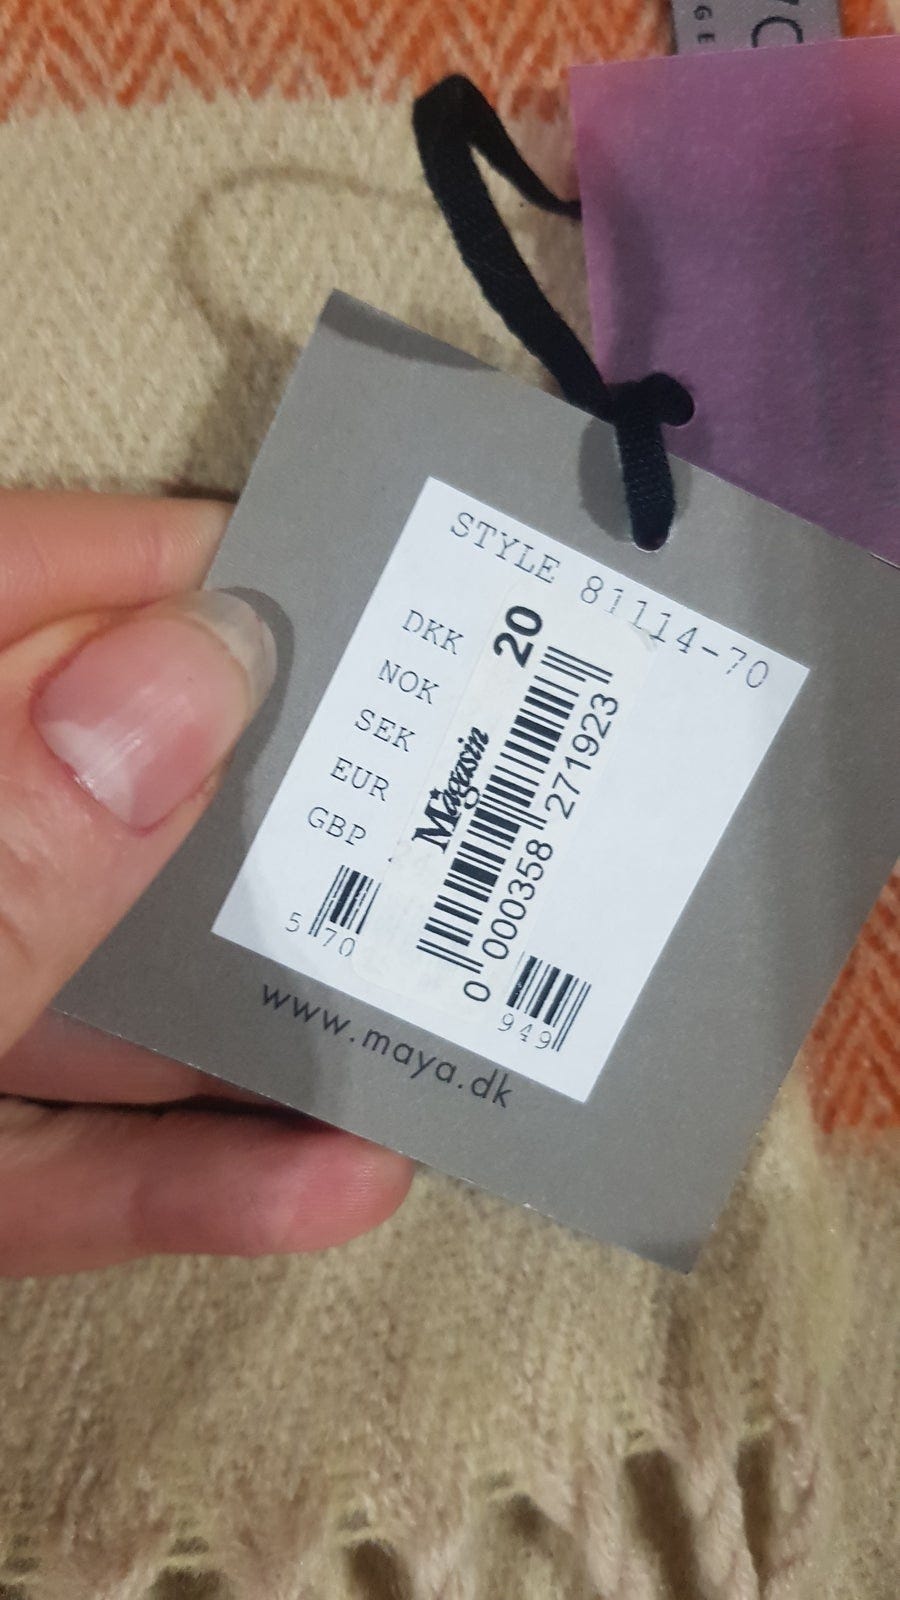 STYLE 81114-70
DKK
NOK
SEK
EUR
GBP
20
Magasin
0 000358 271923
5 70
949
www.maya.dk